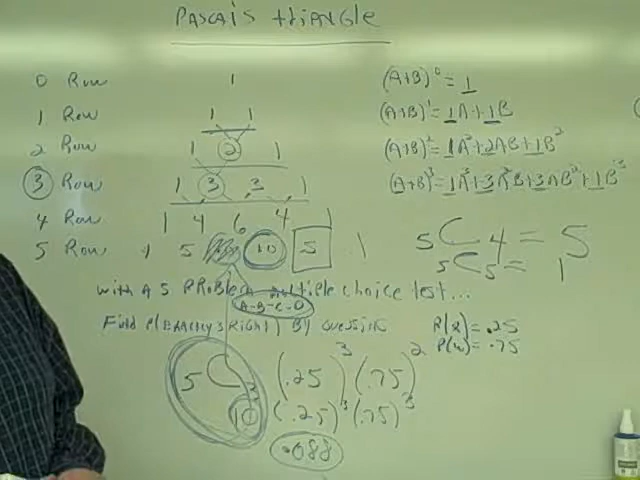 PASCAL'S tRIANGLE
0 Row 1 (A+B)⁰ = 1
1 Row 1 1 (A+B)¹ = 1A + 1B
2 Row 1 2 1 (A+B)² = 1A² + 2AB + 1B²
3 Row 1 3 3 1 (A+B)³ = 1A³ + 3A²B + 3AB² + 1B³
4 Row 1 4 6 4 1 5C4 = 5
5 Row 1 5 10 5 1 5C5 = 1
with A 5 PROBLEM multiple choice test...
A-B-C-D
Find P(EXACTLY 3 RIGHT) By GUESSING P(R) = .25
P(W) = .75
5C3 (.25)³ (.75)²
10 (.25)³ (.75)³
.088